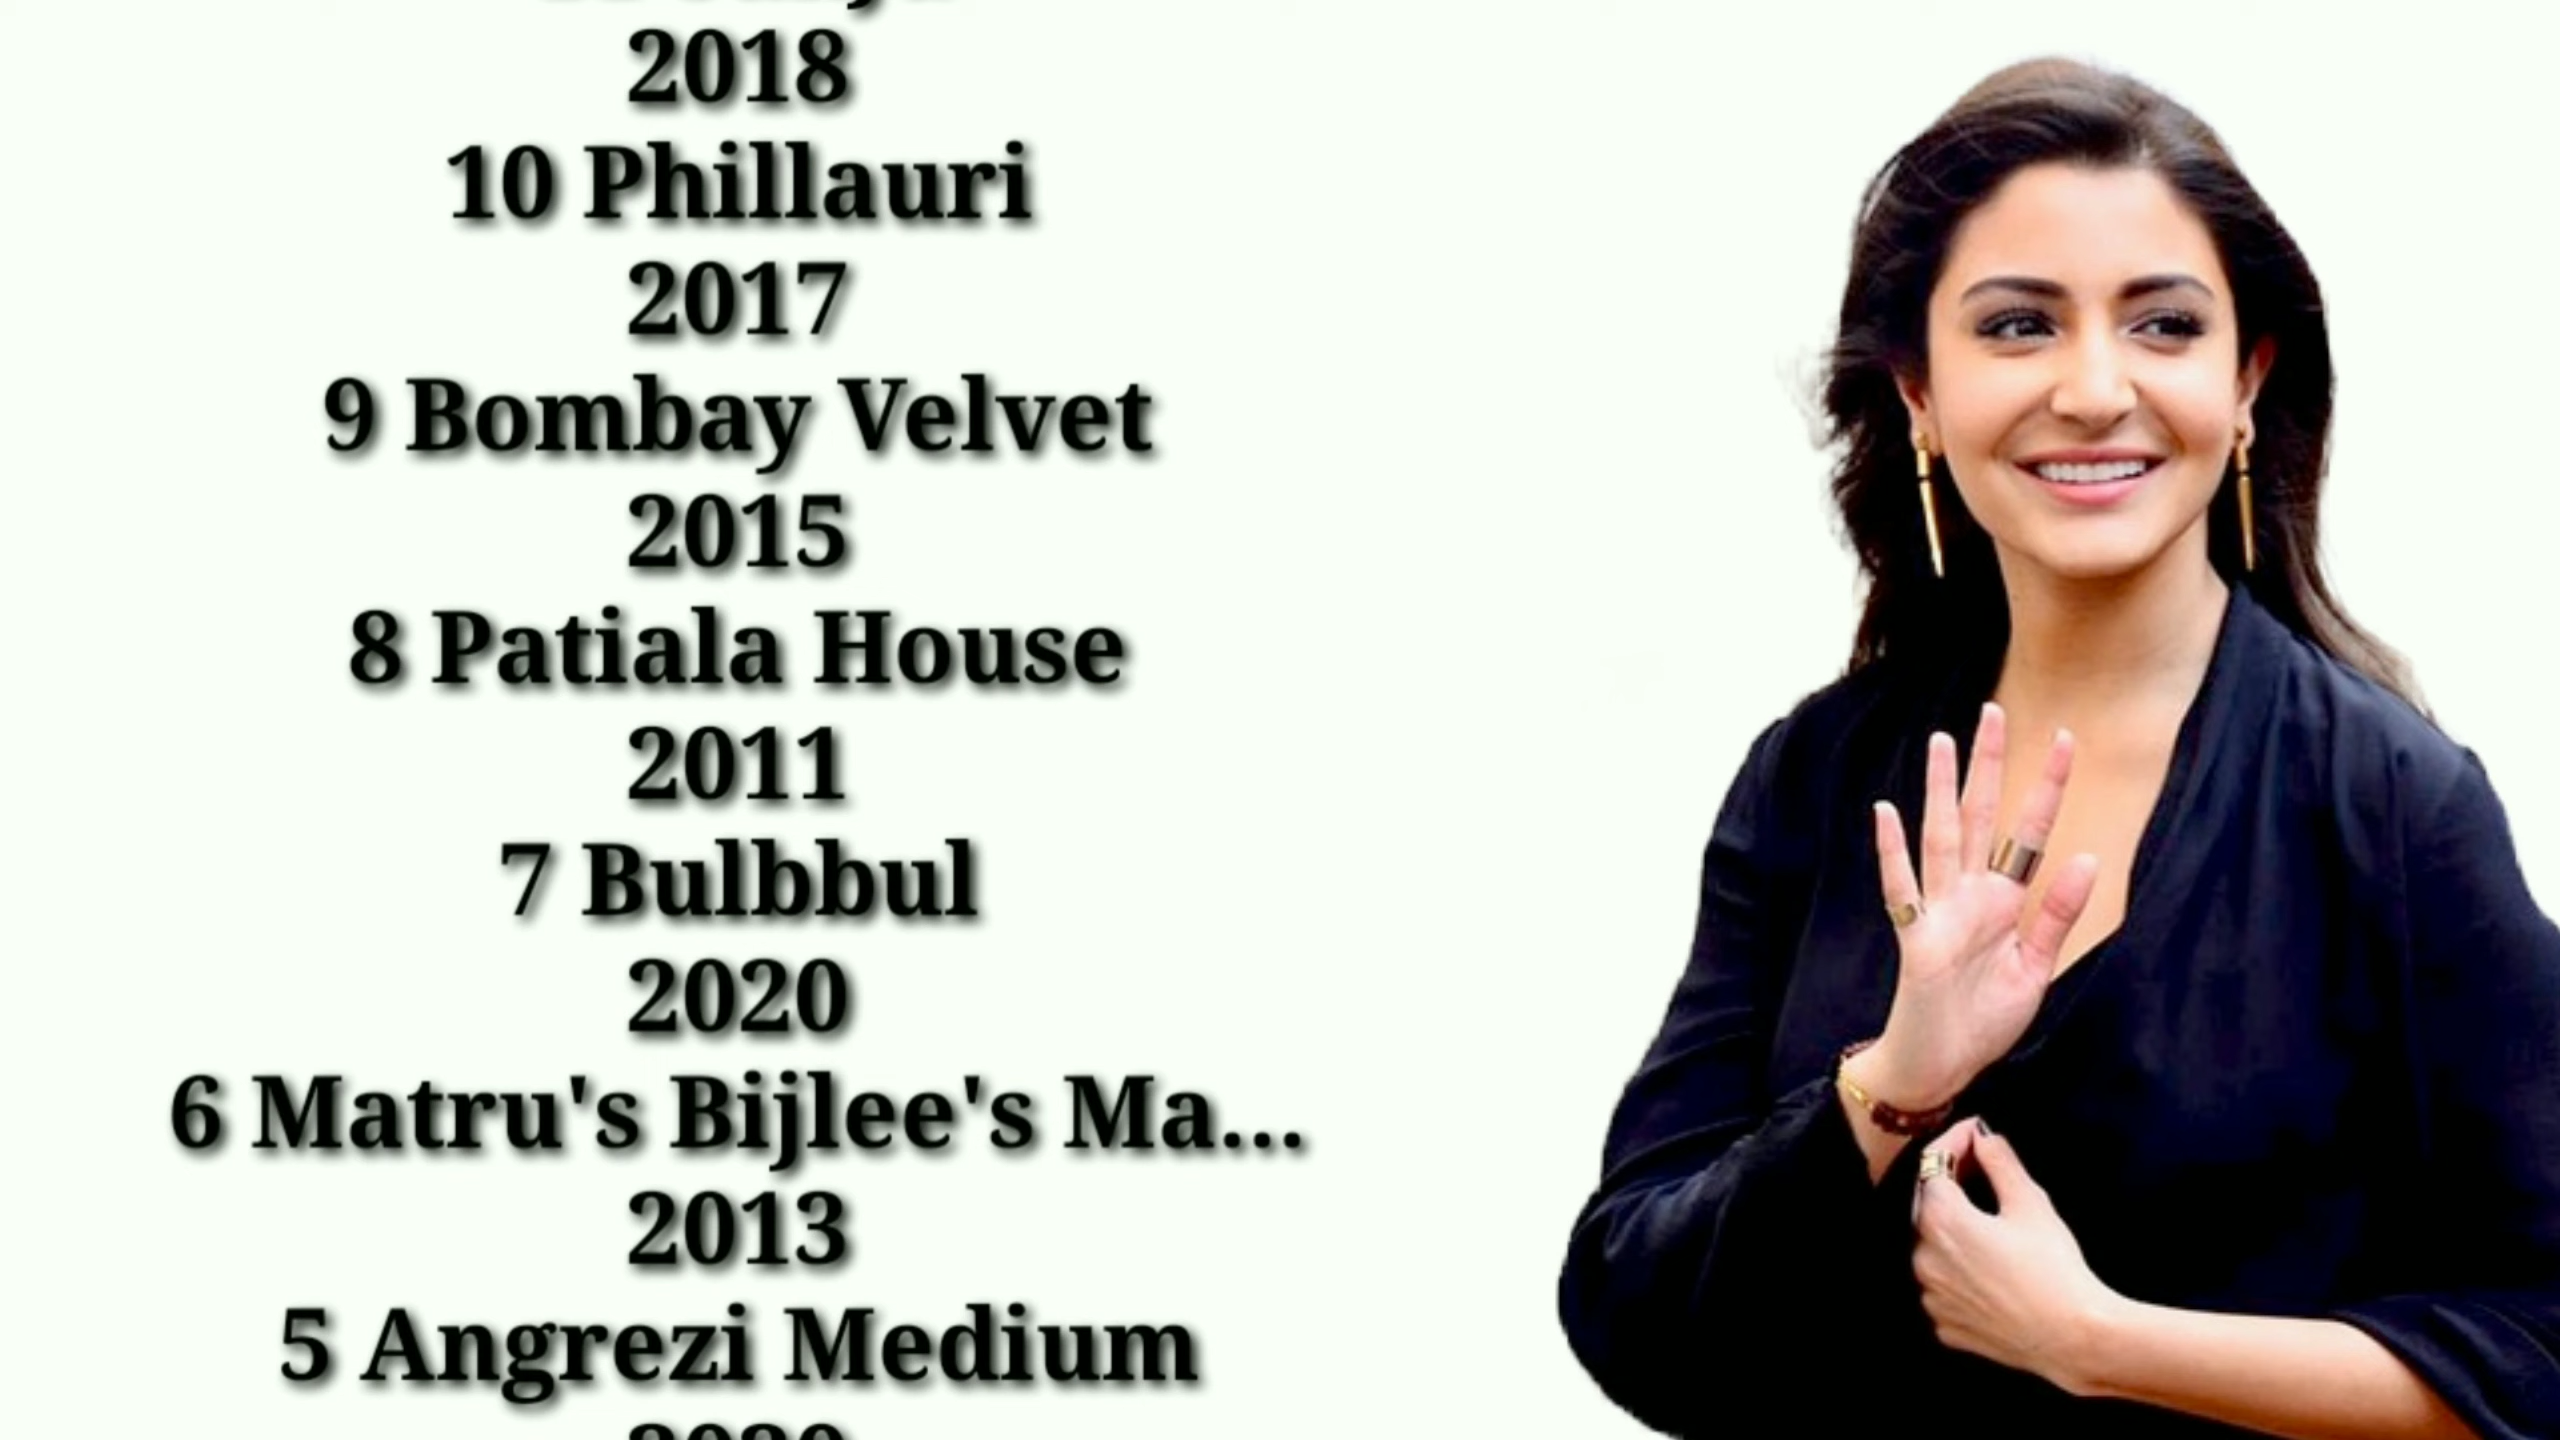 2018
10 Phillauri
2017
9 Bombay Velvet
2015
8 Patiala House
2011
7 Bulbbul
2020
6 Matru's Bijlee's Ma...
2013
5 Angrezi Medium